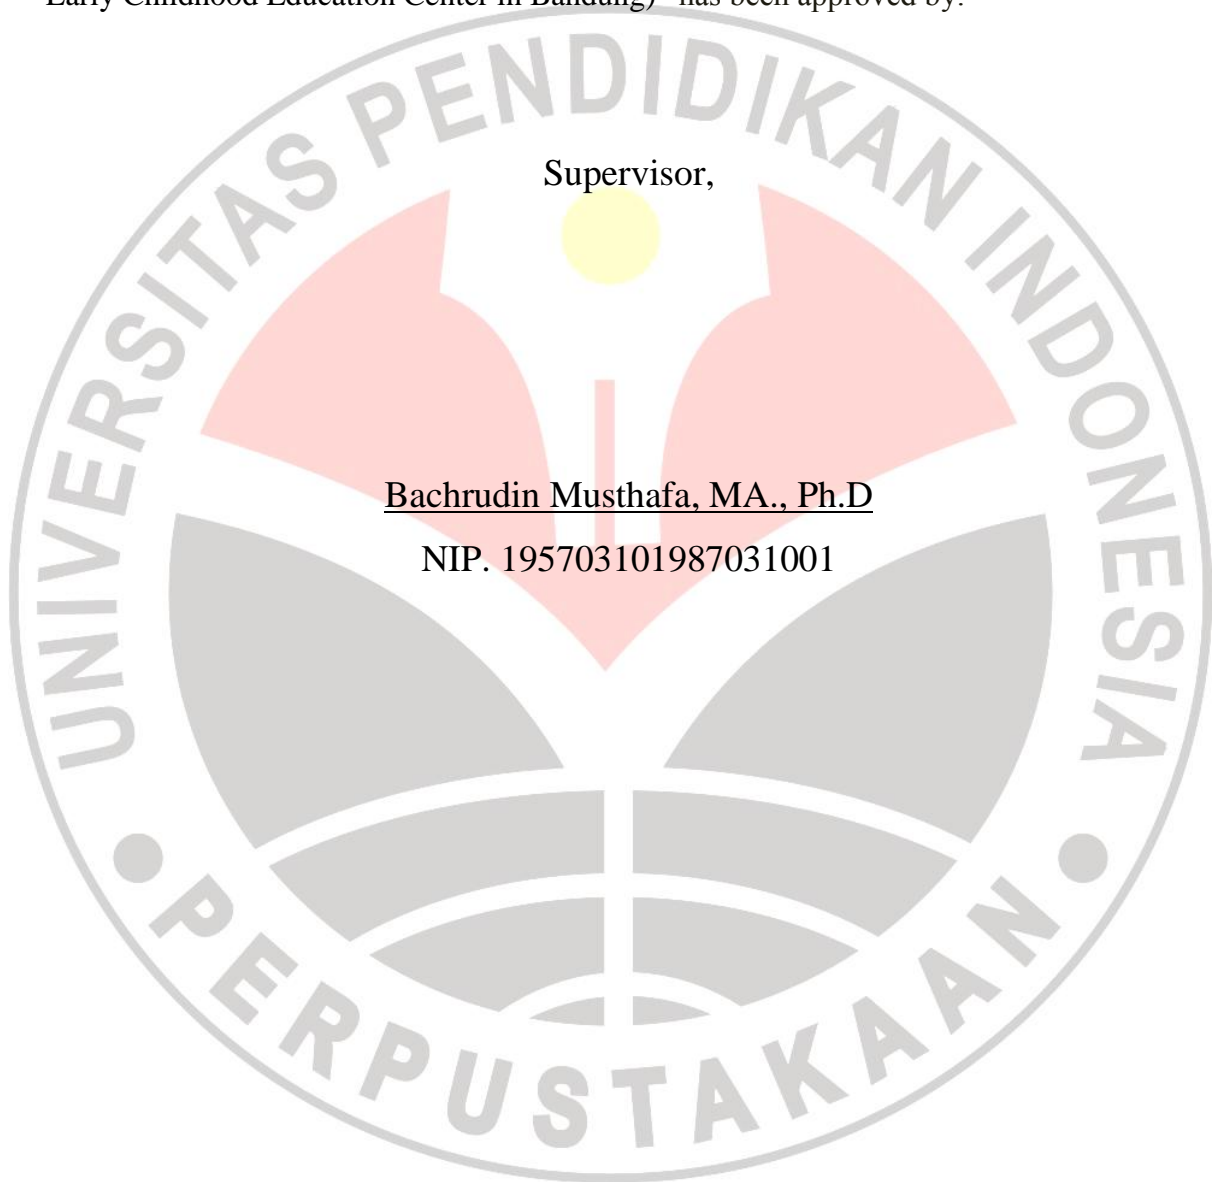 Early Childhood Education Center in Bandung)" has been approved by:
Supervisor,
Bachrudin Musthafa, MA., Ph.D
NIP. 195703101987031001
UNIVERSITAS PENDIDIKAN INDONESIA
PERPUSTAKAAN